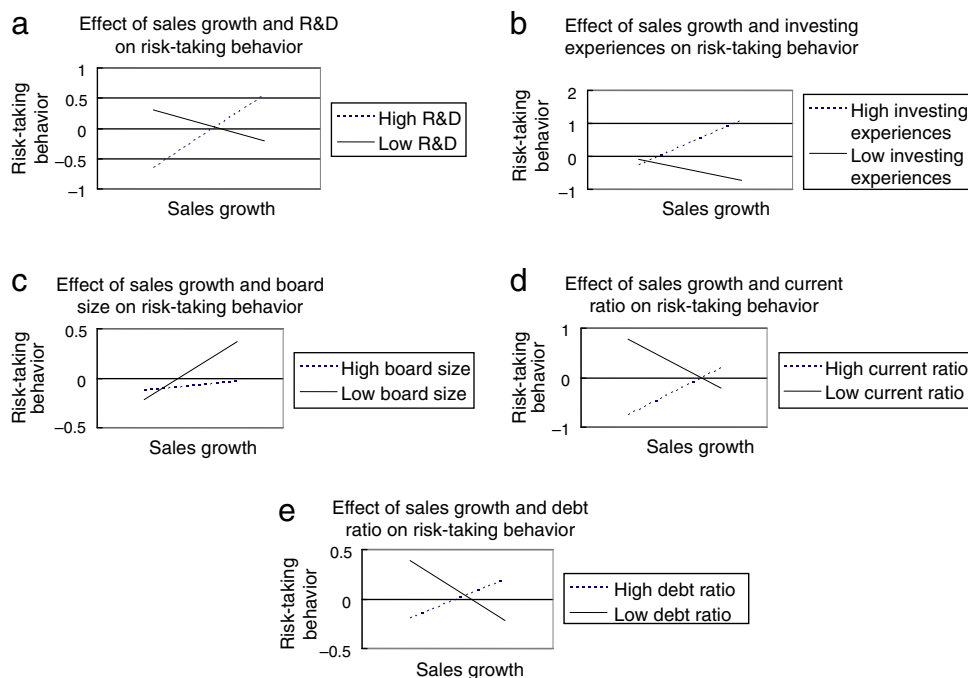 a
Effect of sales growth and R&D
on risk-taking behavior
Risk-taking
behavior
1
0.5
0
−0.5
−1
High R&D
Low R&D
Sales growth
b
Effect of sales growth and investing
experiences on risk-taking behavior
Risk-taking
behavior
2
1
0
−1
High investing
experiences
Low investing
experiences
Sales growth
c
Effect of sales growth and board
size on risk-taking behavior
Risk-taking
behavior
0.5
0
−0.5
High board size
Low board size
Sales growth
d
Effect of sales growth and current
ratio on risk-taking behavior
Risk-taking
behavior
1
0
−1
High current ratio
Low current ratio
Sales growth
e
Effect of sales growth and debt
ratio on risk-taking behavior
Risk-taking
behavior
0.5
0
−0.5
High debt ratio
Low debt ratio
Sales growth